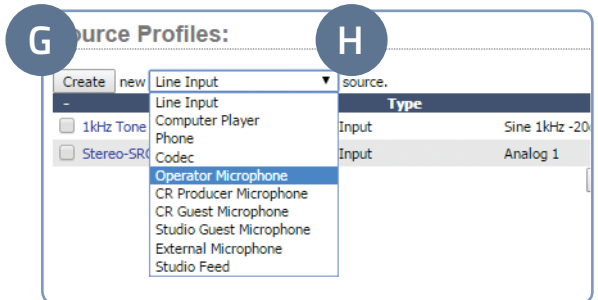 G
H
ource Profiles:
Create new Line Input ▼ source.
- Type
Line Input
Computer Player
Phone
Codec
Operator Microphone
CR Producer Microphone
CR Guest Microphone
Studio Guest Microphone
External Microphone
Studio Feed
1kHz Tone Input Sine 1kHz -20
Stereo-SR Input Analog 1